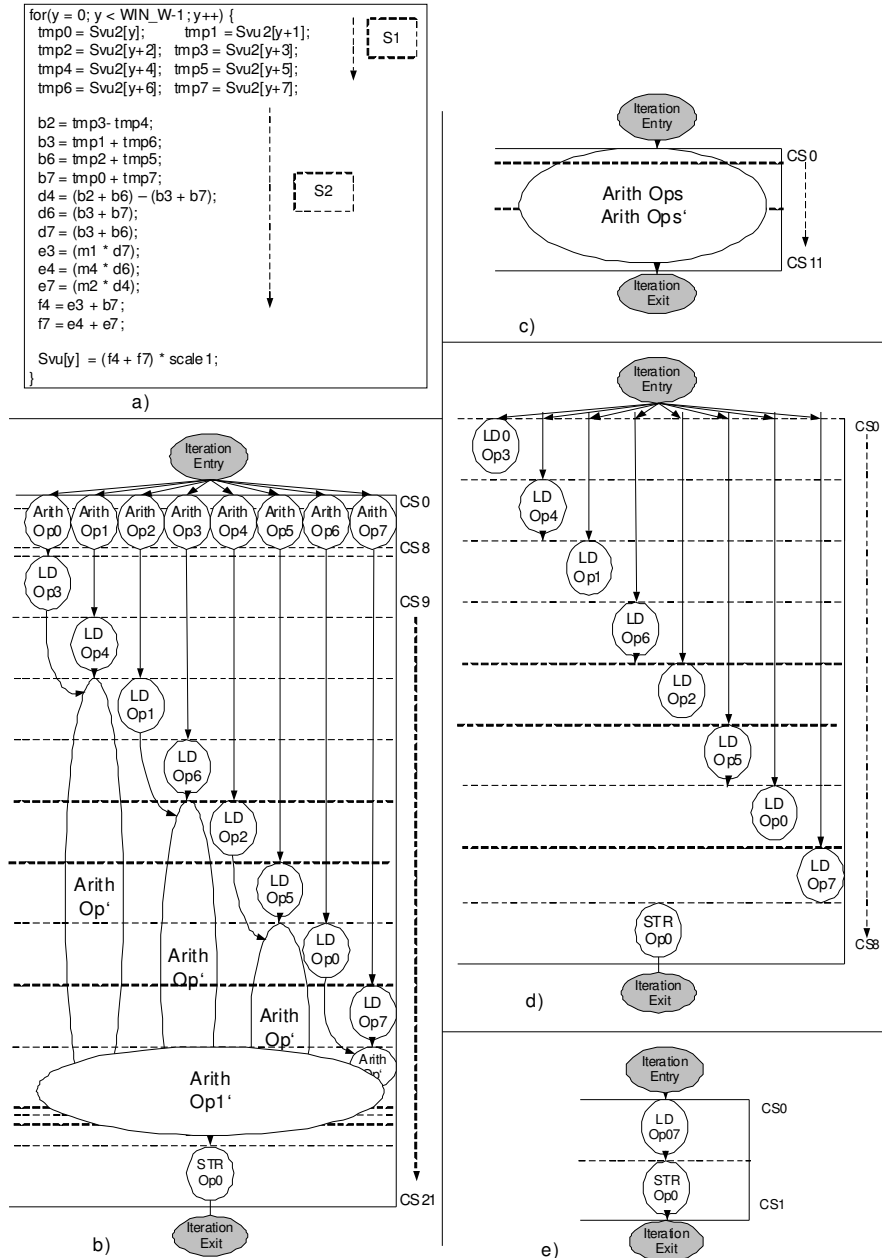 for(y = 0; y < WIN_W-1; y++) {
tmp0 = Svu2[y]; tmp1 = Svu2[y+1];
tmp2 = Svu2[y+2]; tmp3 = Svu2[y+3];
tmp4 = Svu2[y+4]; tmp5 = Svu2[y+5];
tmp6 = Svu2[y+6]; tmp7 = Svu2[y+7];
S1
b2 = tmp3- tmp4;
b3 = tmp1 + tmp6;
b6 = tmp2 + tmp5;
b7 = tmp0 + tmp7;
d4 = (b2 + b6) – (b3 + b7);
d6 = (b3 + b7);
d7 = (b3 + b6);
e3 = (m1 * d7);
e4 = (m4 * d6);
e7 = (m2 * d4);
f4 = e3 + b7;
f7 = e4 + e7;
S2
Svu[y] = (f4 + f7) * scale1;
}
a)
Iteration
Entry
CS0
Arith
Op0
Arith
Op1
Arith
Op2
Arith
Op3
Arith
Op4
Arith
Op5
Arith
Op6
Arith
Op7
CS8
LD
Op3
CS9
LD
Op4
LD
Op1
LD
Op6
LD
Op2
LD
Op5
LD
Op0
LD
Op7
Arith
Op‘
Arith
Op‘
Arith
Op‘
Arith
Op‘
Arith
Op1‘
STR
Op0
CS21
Iteration
Exit
b)
Iteration
Entry
CS0
Arith Ops
Arith Ops‘
CS11
Iteration
Exit
c)
Iteration
Entry
CS0
LD0
Op3
LD
Op4
LD
Op1
LD
Op6
LD
Op2
LD
Op5
LD
Op0
LD
Op7
STR
Op0
CS8
Iteration
Exit
d)
Iteration
Entry
CS0
LD
Op07
STR
Op0
CS1
Iteration
Exit
e)